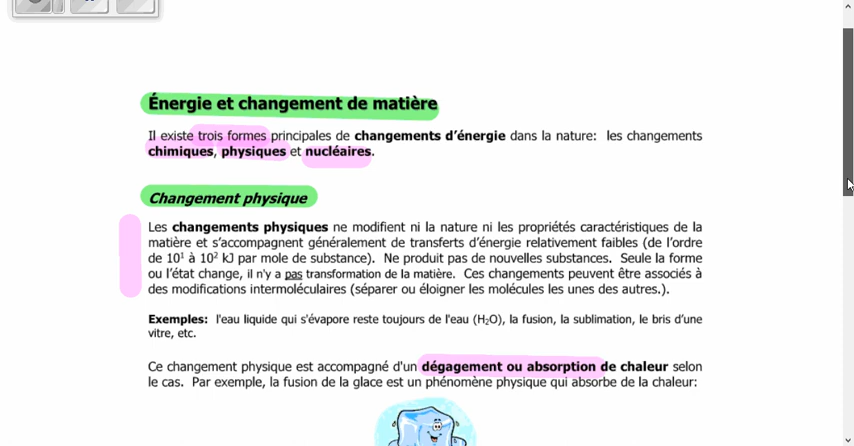 Énergie et changement de matière
Il existe trois formes principales de changements d'énergie dans la nature: les changements
chimiques, physiques et nucléaires.
Changement physique
Les changements physiques ne modifient ni la nature ni les propriétés caractéristiques de la
matière et s'accompagnent généralement de transferts d'énergie relativement faibles (de l'ordre
de 10¹ à 10² kJ par mole de substance). Ne produit pas de nouvelles substances. Seule la forme
ou l'état change, il n'y a pas transformation de la matière. Ces changements peuvent être associés à
des modifications intermoléculaires (séparer ou éloigner les molécules les unes des autres.).
Exemples: l'eau liquide qui s'évapore reste toujours de l'eau (H₂O), la fusion, la sublimation, le bris d'une
vitre, etc.
Ce changement physique est accompagné d'un dégagement ou absorption de chaleur selon
le cas. Par exemple, la fusion de la glace est un phénomène physique qui absorbe de la chaleur: